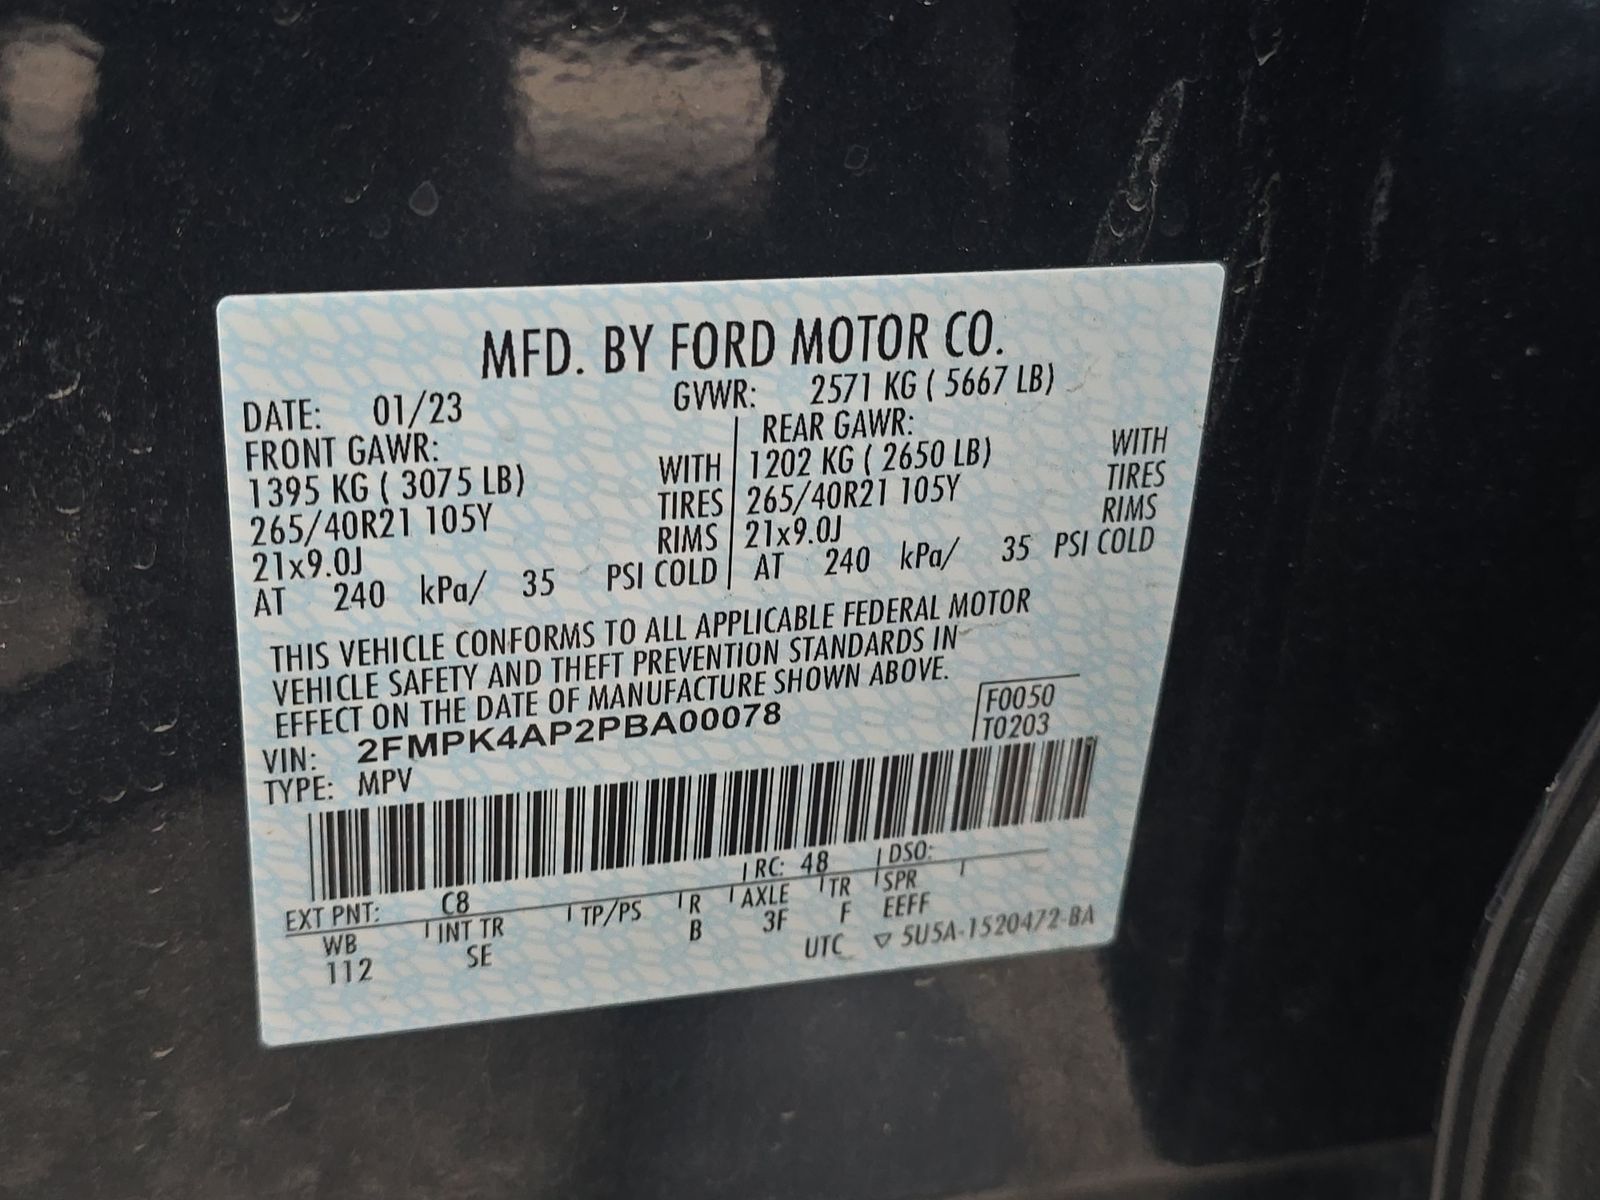 MFD. BY FORD MOTOR CO.
DATE: 01/23 GVWR: 2571 KG ( 5667 LB)
FRONT GAWR: REAR GAWR:
1395 KG ( 3075 LB) WITH 1202 KG ( 2650 LB) WITH
265/40R21 105Y TIRES 265/40R21 105Y TIRES
21x9.0J RIMS 21x9.0J RIMS
AT 240 kPa/ 35 PSI COLD AT 240 kPa/ 35 PSI COLD
THIS VEHICLE CONFORMS TO ALL APPLICABLE FEDERAL MOTOR
VEHICLE SAFETY AND THEFT PREVENTION STANDARDS IN
EFFECT ON THE DATE OF MANUFACTURE SHOWN ABOVE.
F0050
VIN: 2FMPK4AP2PBA00078 T0203
TYPE: MPV
EXT PNT: C8 RC: 48 DSO:
WB INT TR TP/PS R AXLE TR SPR
112 SE B 3F F EEFF
UTC ▽ 5U5A-1520472-BA